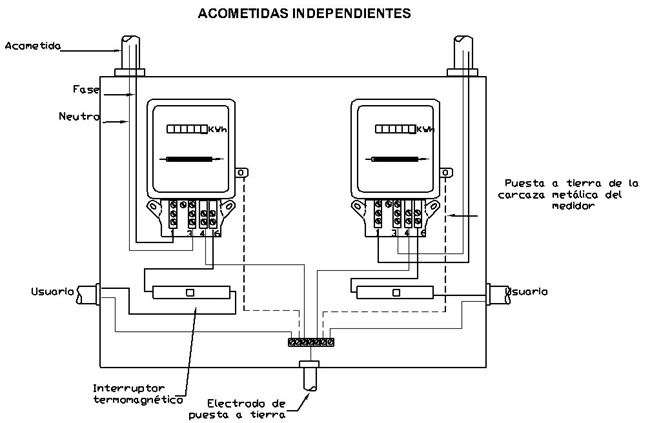 ACOMETIDAS INDEPENDIENTES
Acometida
Fase
Neutro
KWh
KWh
Puesta a tierra de la
carcaza metálica del
medidor
1 3 4 6
1 3 4 6
Usuario
Usuario
Interruptor
termomagnético
Electrodo de
puesta a tierra